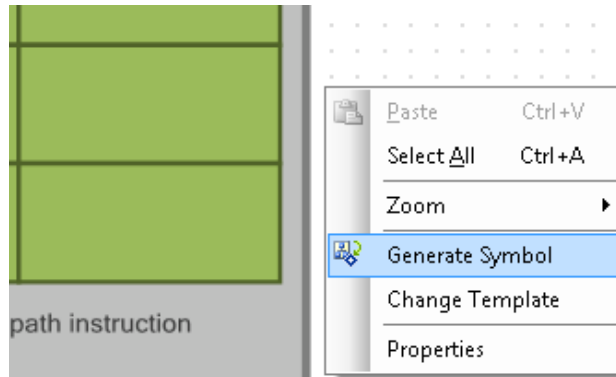 Paste Ctrl+V
Select All Ctrl+A
Zoom
Generate Symbol
Change Template
Properties
path instruction